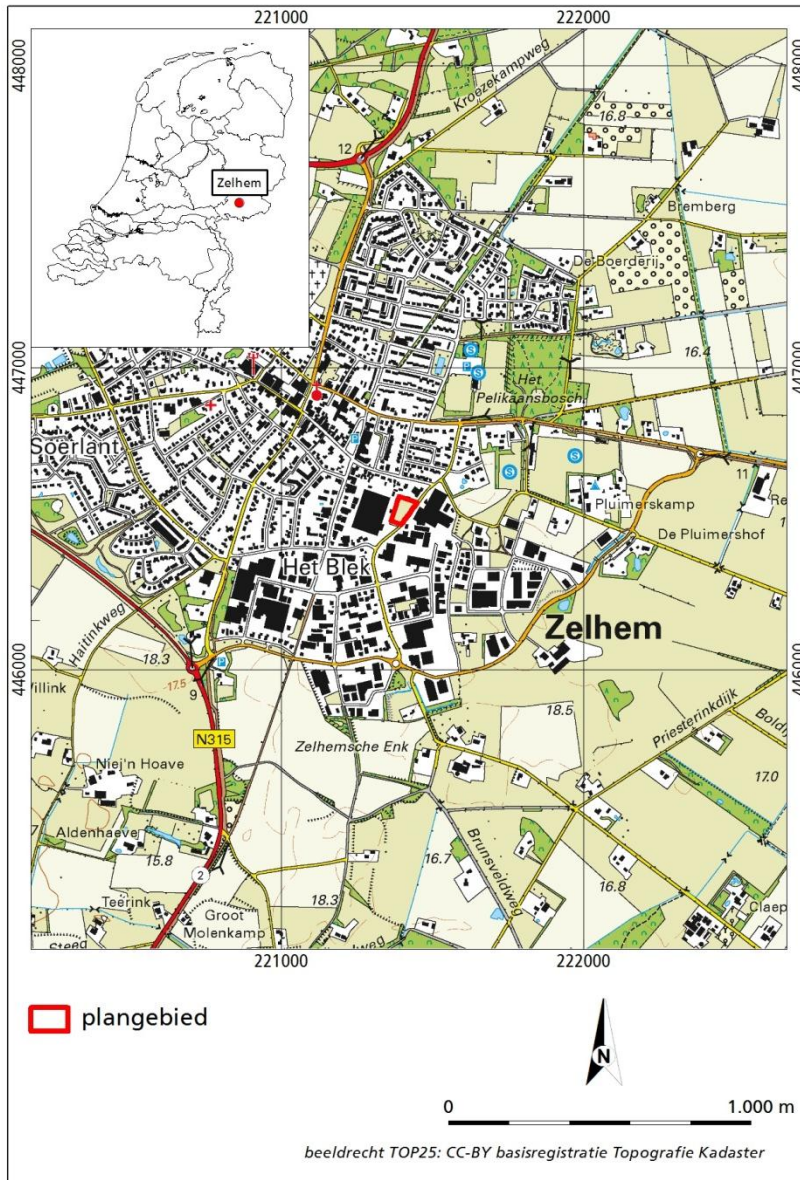 221000
222000
448000
Zelhem
12
Kroezekampweg
16.8
Bremberg
De Boerderij
447000
447000
16.4
Het
Pelikaansbosch
Soerlant
P
P
S
S
S
S
11
Pluimerskamp
De Pluimershof
Het Blek
Zelhem
446000
446000
Haitinkweg
18.3
17.5
9
P
18.5
Priesterinkdijk
N315
Zelhemsche Enk
17.0
Niej'n Hoave
Aldenhaeve
15.8
16.7
Brunsveldweg
16.8
2
18.3
Teerink
Groot
Molenkamp
221000
222000
plangebied
N
0
1.000 m
beeldrecht TOP25: CC-BY basisregistratie Topografie Kadaster